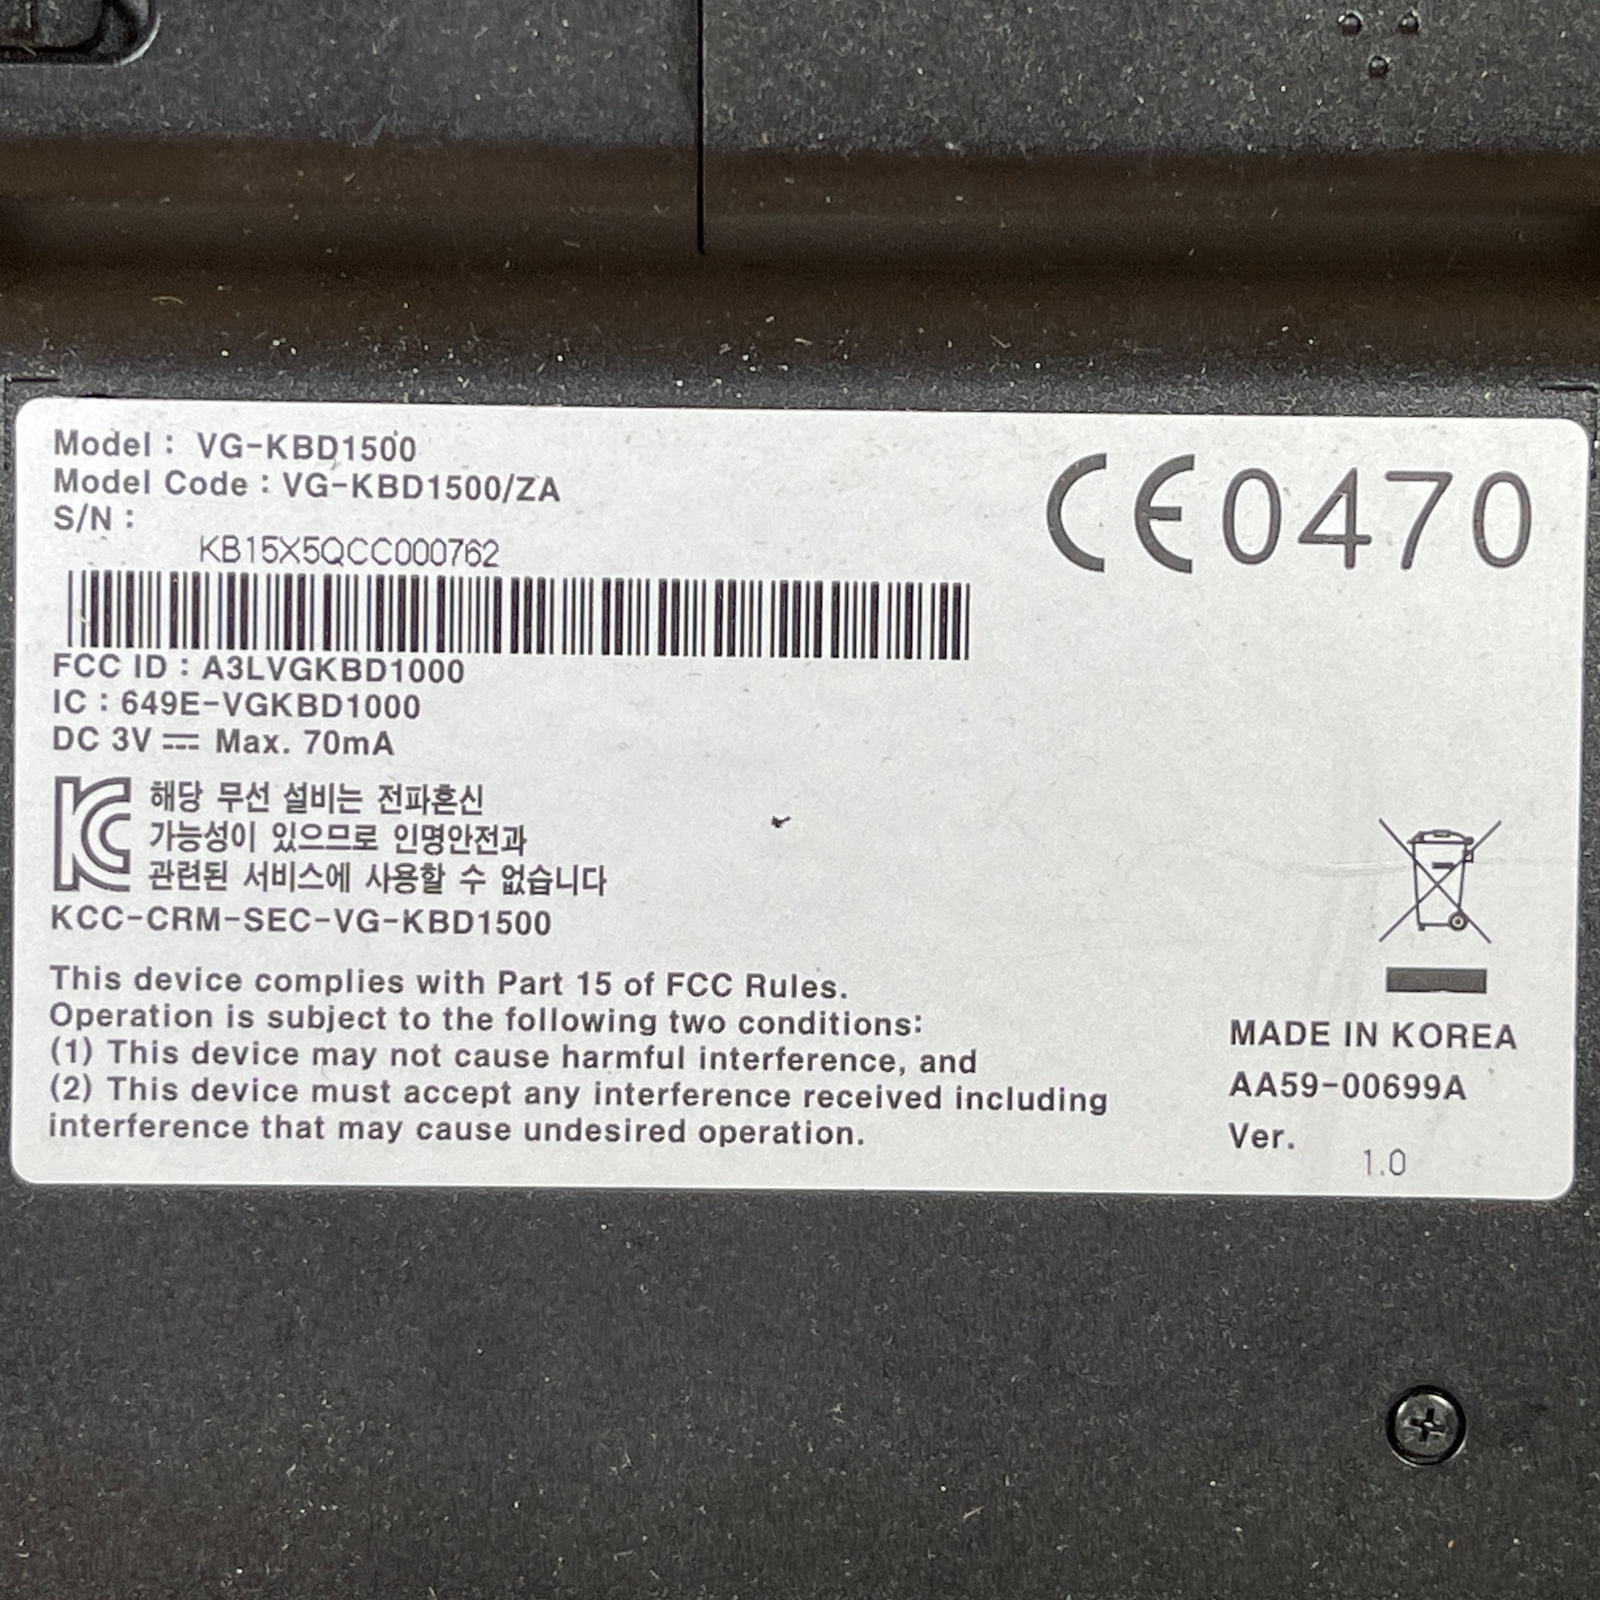 Model : VG-KBD1500
Model Code : VG-KBD1500/ZA
S/N :
KB15X5QCC000762
CE0470
FCC ID : A3LVGKBD1000
IC : 649E-VGKBD1000
DC 3V ⎓ Max. 70mA
해당 무선 설비는 전파혼신
가능성이 있으므로 인명안전과
관련된 서비스에 사용할 수 없습니다
KCC-CRM-SEC-VG-KBD1500
This device complies with Part 15 of FCC Rules.
Operation is subject to the following two conditions:
(1) This device may not cause harmful interference, and
(2) This device must accept any interference received including
interference that may cause undesired operation.
MADE IN KOREA
AA59-00699A
Ver. 1.0